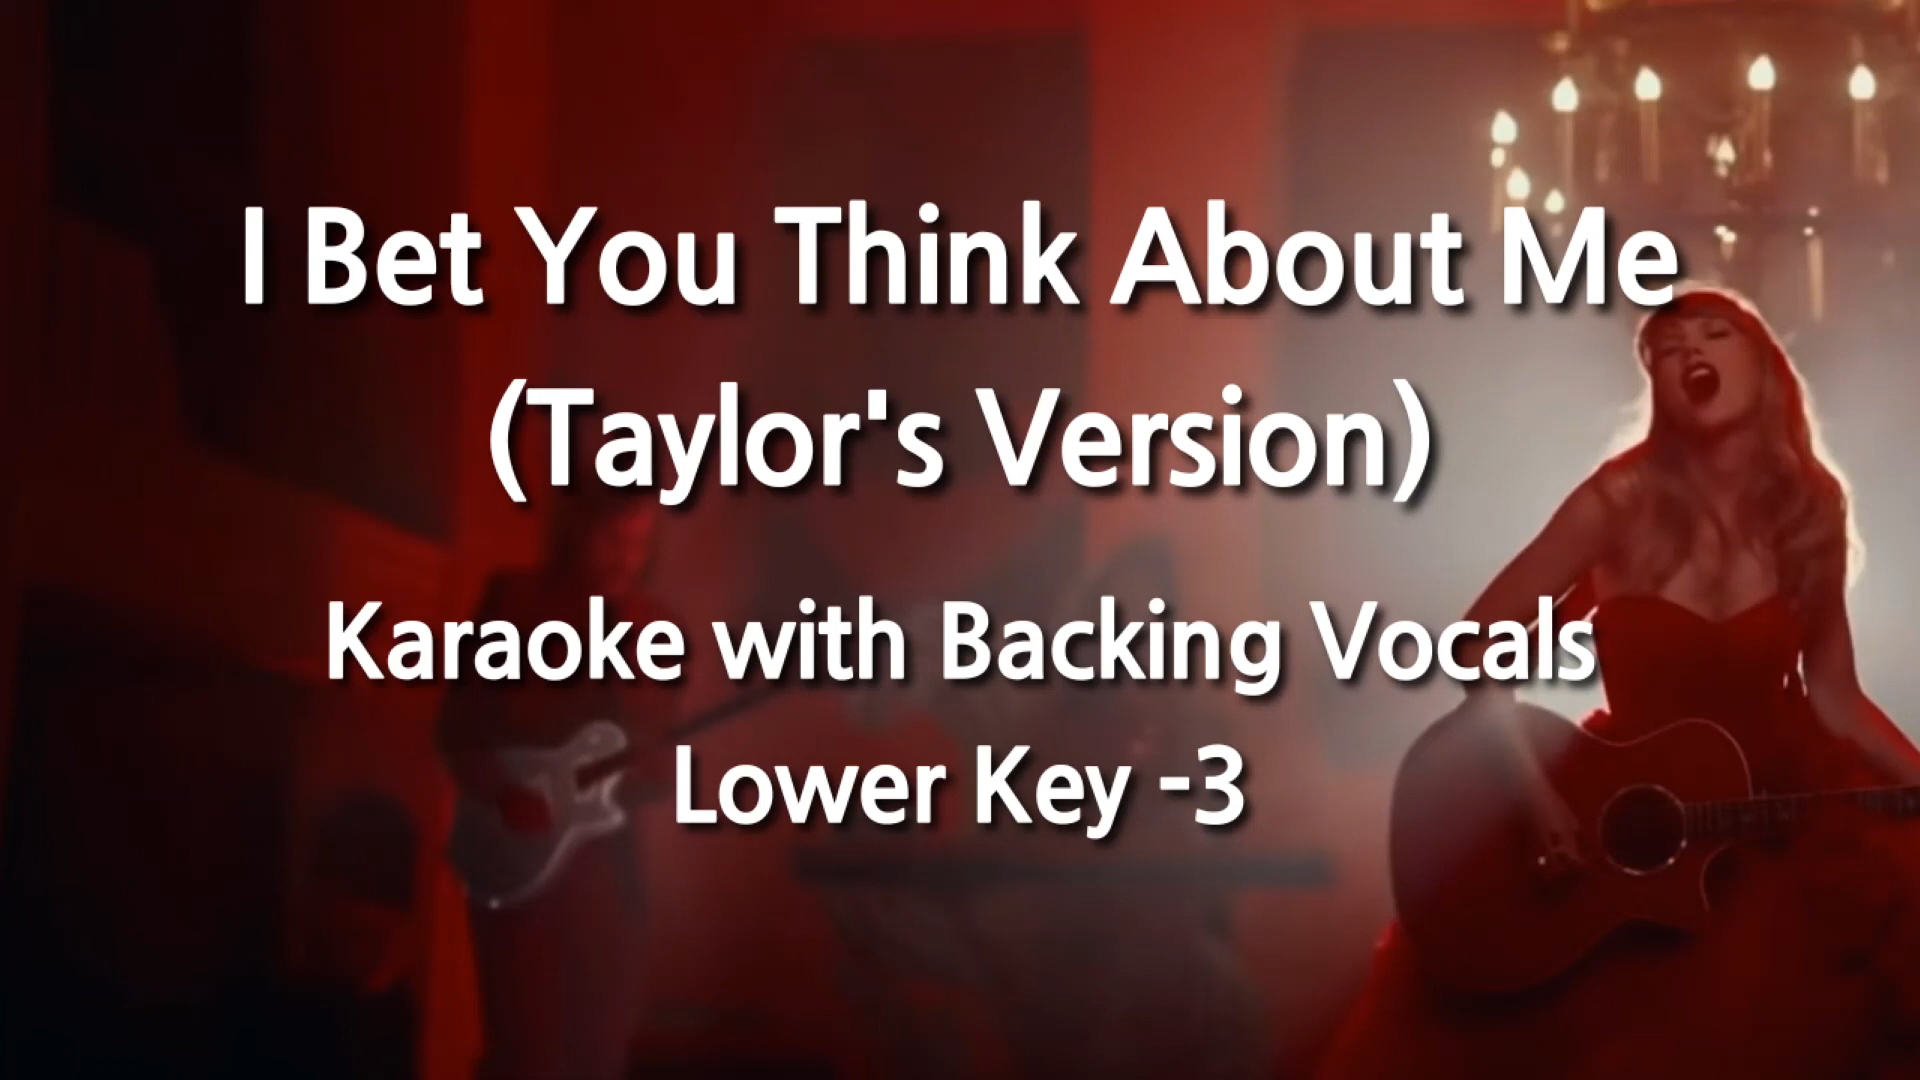 I Bet You Think About Me
(Taylor's Version)
Karaoke with Backing Vocals
Lower Key -3